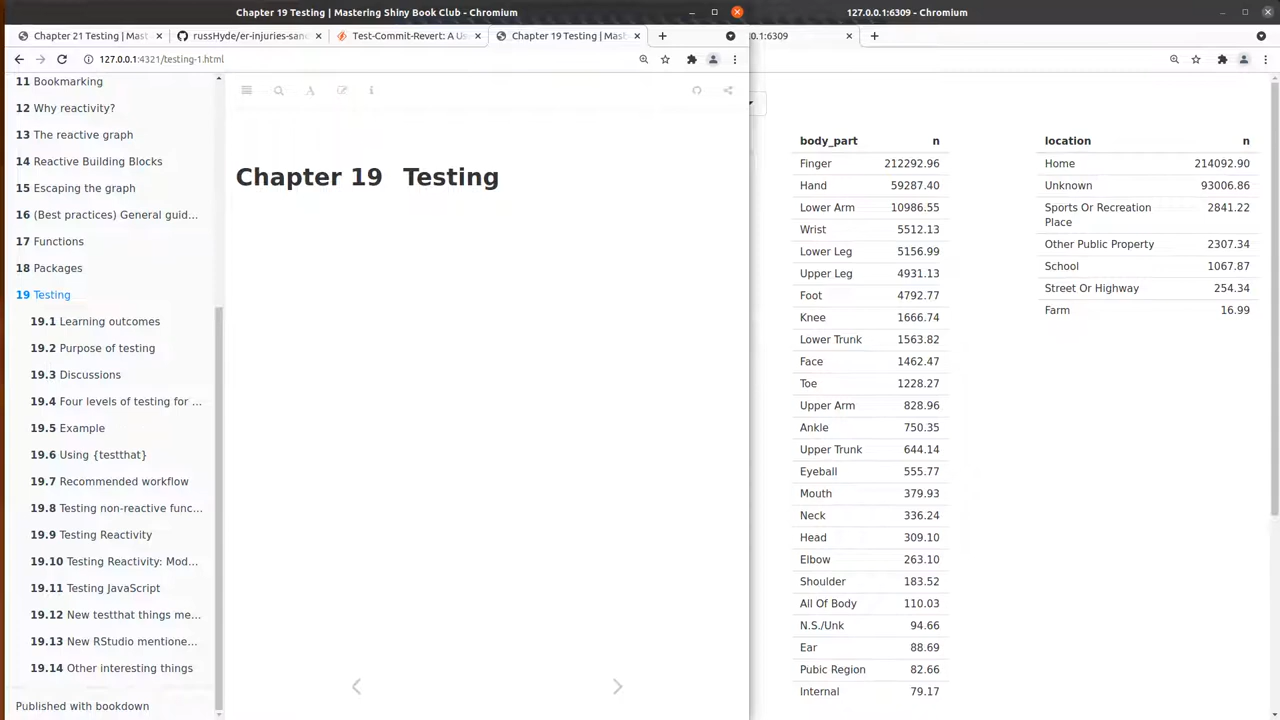 Chapter 19 Testing | Mastering Shiny Book Club - Chromium
Chapter 21 Testing | Mast
russHyde/er-injuries-san
Test-Commit-Revert: A Us
Chapter 19 Testing | Mas
127.0.0.1:4321/testing-1.html
11 Bookmarking
12 Why reactivity?
13 The reactive graph
14 Reactive Building Blocks
15 Escaping the graph
16 (Best practices) General guid...
17 Functions
18 Packages
19 Testing
19.1 Learning outcomes
19.2 Purpose of testing
19.3 Discussions
19.4 Four levels of testing for ...
19.5 Example
19.6 Using {testthat}
19.7 Recommended workflow
19.8 Testing non-reactive func...
19.9 Testing Reactivity
19.10 Testing Reactivity: Mod...
19.11 Testing JavaScript
19.12 New testthat things me...
19.13 New RStudio mentione...
19.14 Other interesting things
Published with bookdown
Chapter 19 Testing
127.0.0.1:6309 - Chromium
0.1:6309
body_part n
Finger 212292.96
Hand 59287.40
Lower Arm 10986.55
Wrist 5512.13
Lower Leg 5156.99
Upper Leg 4931.13
Foot 4792.77
Knee 1666.74
Lower Trunk 1563.82
Face 1462.47
Toe 1228.27
Upper Arm 828.96
Ankle 750.35
Upper Trunk 644.14
Eyeball 555.77
Mouth 379.93
Neck 336.24
Head 309.10
Elbow 263.10
Shoulder 183.52
All Of Body 110.03
N.S./Unk 94.66
Ear 88.69
Pubic Region 82.66
Internal 79.17
location n
Home 214092.90
Unknown 93006.86
Sports Or Recreation 2841.22
Place
Other Public Property 2307.34
School 1067.87
Street Or Highway 254.34
Farm 16.99